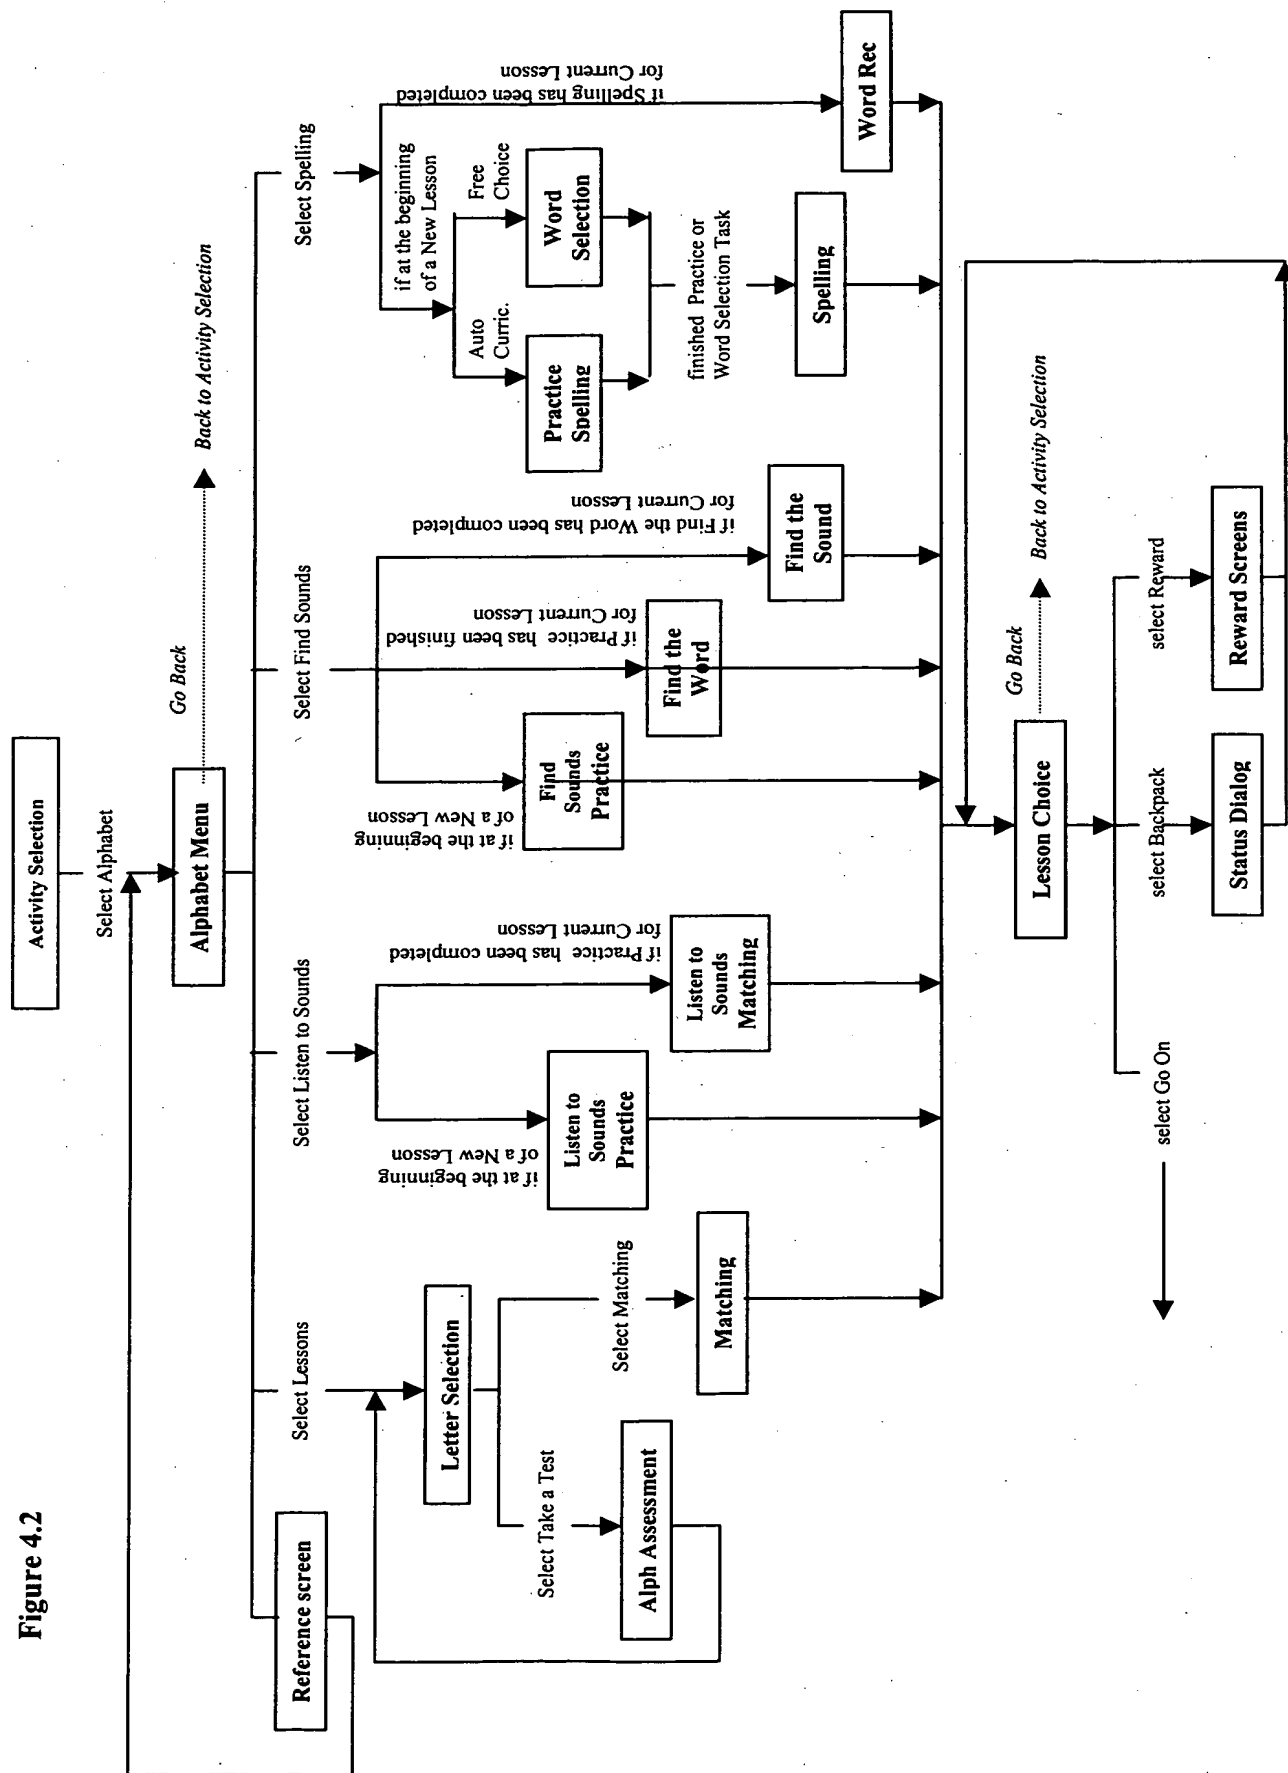 Figure 4.2
Activity Selection
Select Alphabet
Alphabet Menu
Go Back
Back to Activity Selection
Reference screen
Select Lessons
Select Listen to Sounds
Select Find Sounds
Select Spelling
Letter Selection
Select Take a Test
Alph Assessment
Select Matching
Matching
if at the beginning
of a New Lesson
Listen to
Sounds
Practice
if Practice has been completed
for Current Lesson
Listen to
Sounds
Matching
if at the beginning
of a New Lesson
Find
Sounds
Practice
if Practice has been finished
for Current Lesson
Find the
Word
if Find the Word has been completed
for Current Lesson
Find the
Sound
if at the beginning
of a New Lesson
Auto
Curric.
Free
Choice
Practice
Spelling
Word
Selection
finished Practice or
Word Selection Task
Spelling
if Spelling has been completed
for Current Lesson
Word Rec
Lesson Choice
Go Back
Back to Activity Selection
select Go On
select Backpack
select Reward
Status Dialog
Reward Screens